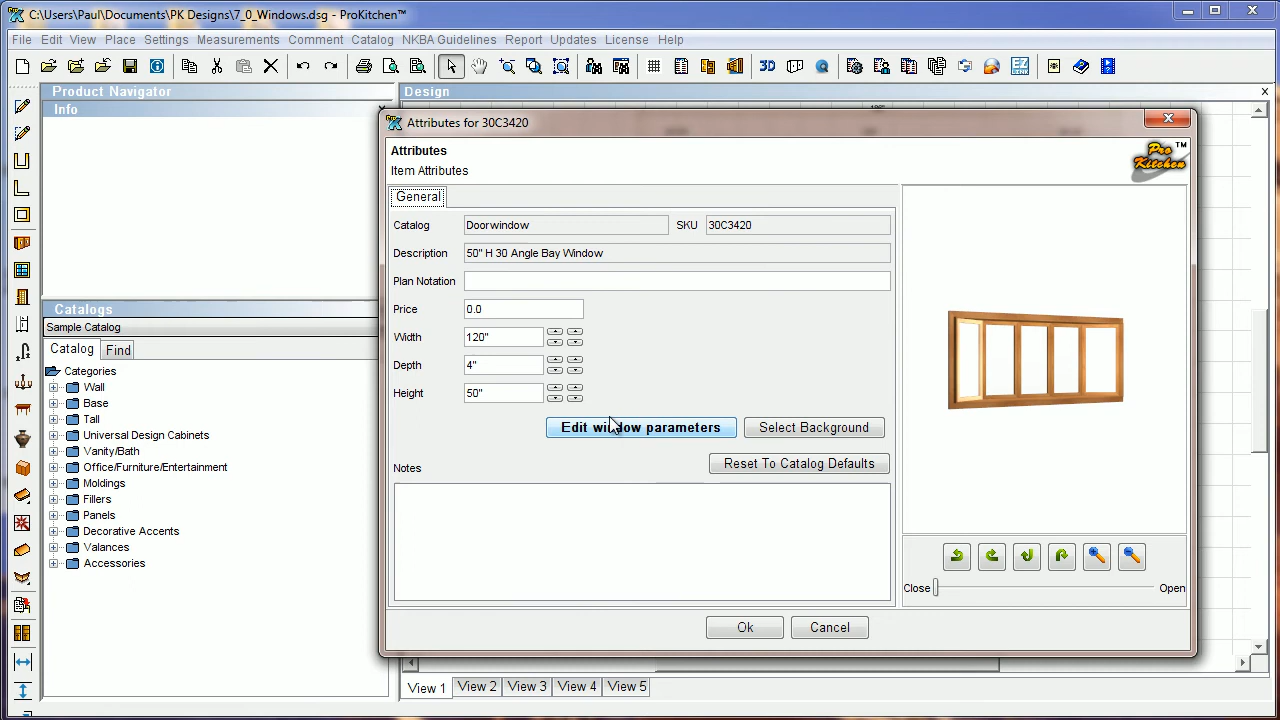 C:\Users\Paul\Documents\PK Designs\7_0_Windows.dsg - ProKitchen™
File Edit View Place Settings Measurements Comment Catalog NKBA Guidelines Report Updates License Help
3D EZ
Product Navigator
Info
Design
Attributes for 30C3420
Attributes
Item Attributes
Pro Kitchen ™
General
Catalog Doorwindow SKU 30C3420
Description 50" H 30 Angle Bay Window
Plan Notation
Price 0.0
Width 120"
Depth 4"
Height 50"
Edit window parameters Select Background
Reset To Catalog Defaults
Notes
Close Open
Ok Cancel
Catalogs
Sample Catalog
Catalog Find
Categories
Wall
Base
Tall
Universal Design Cabinets
Vanity/Bath
Office/Furniture/Entertainment
Moldings
Fillers
Panels
Decorative Accents
Valances
Accessories
View 1 View 2 View 3 View 4 View 5